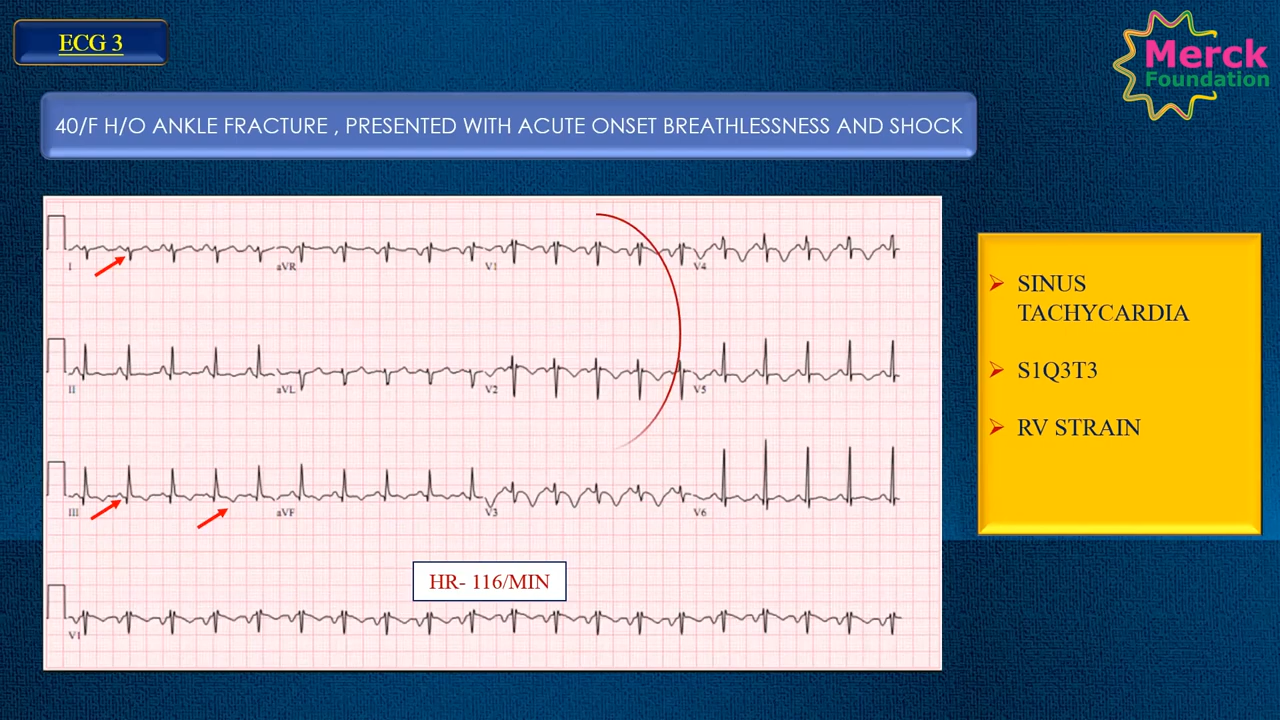 ECG 3
Merck
Foundation
40/F H/O ANKLE FRACTURE , PRESENTED WITH ACUTE ONSET BREATHLESSNESS AND SHOCK
I aVR V1 V4
II aVL V2 V5
III aVF V3 V6
V1
HR- 116/MIN
SINUS
TACHYCARDIA
S1Q3T3
RV STRAIN